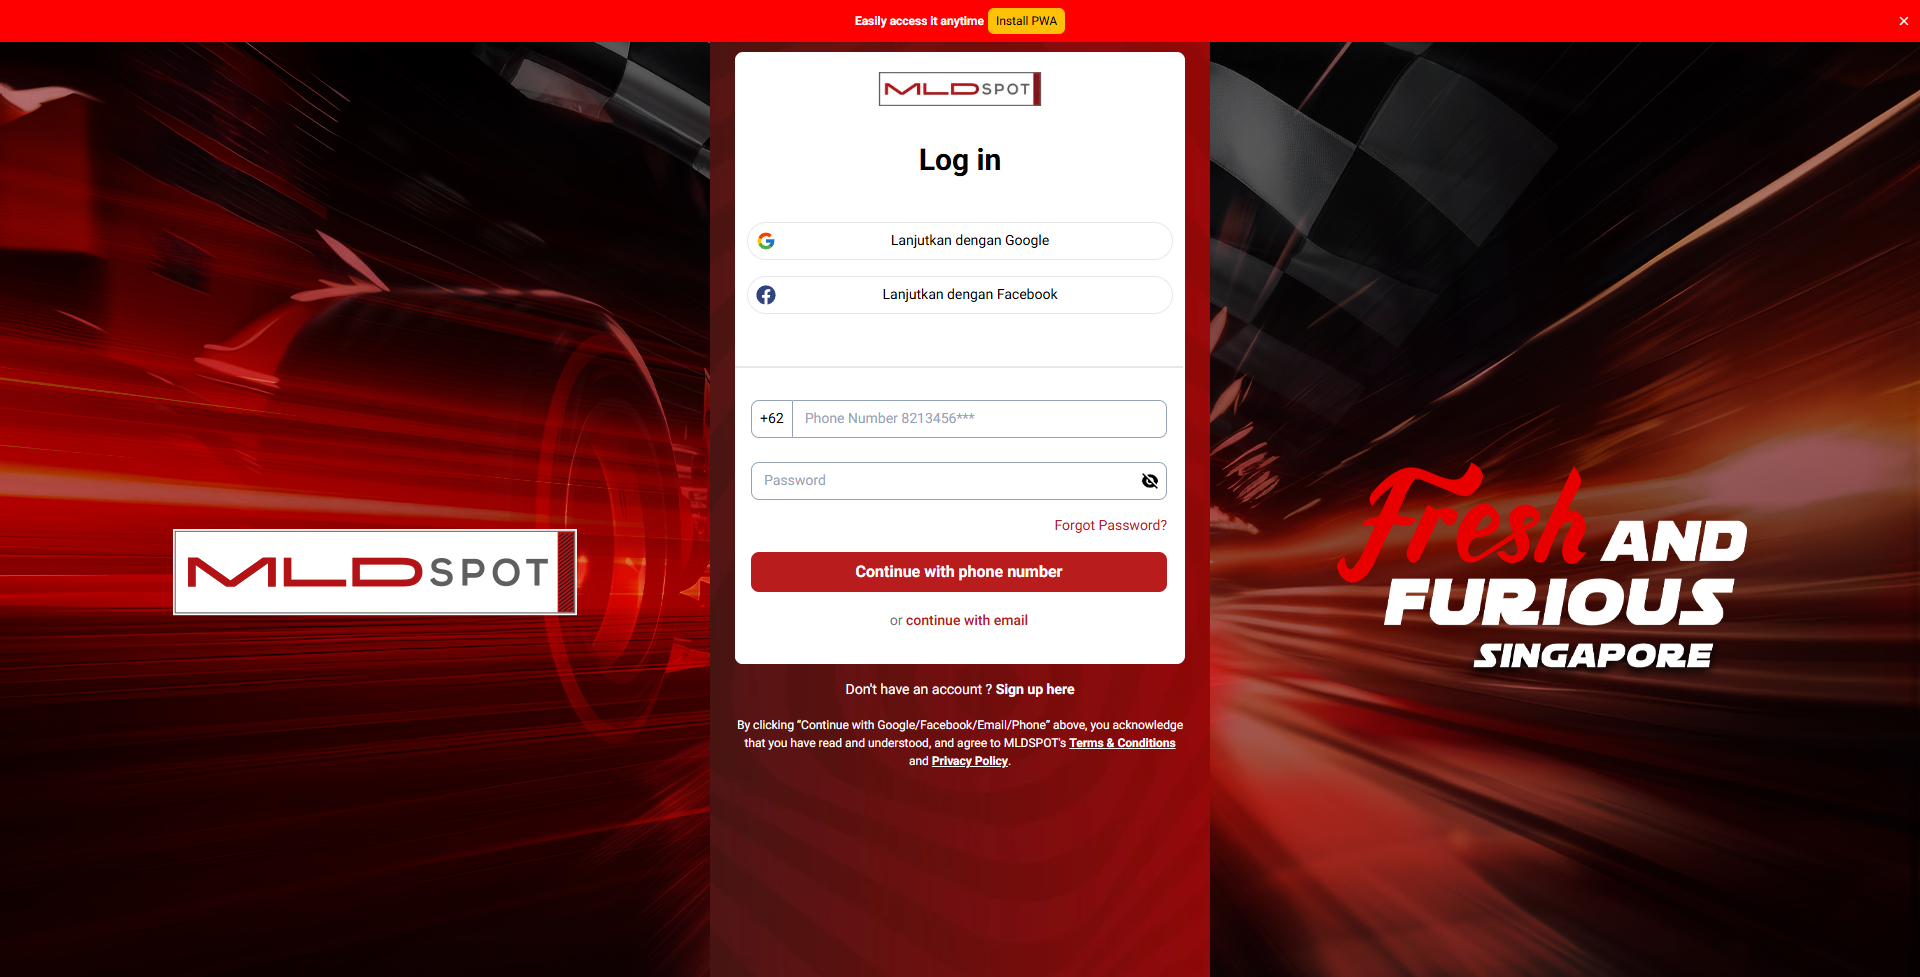 Easily access it anytime Install PWA
MLDSPOT
Log in
Lanjutkan dengan Google
Lanjutkan dengan Facebook
+62 Phone Number 8213456***
Password
Forgot Password?
Continue with phone number
or continue with email
Don't have an account ? Sign up here
By clicking “Continue with Google/Facebook/Email/Phone” above, you acknowledge
that you have read and understood, and agree to MLDSPOT's Terms & Conditions
and Privacy Policy.
MLDSPOT
Fresh AND
FURIOUS
SINGAPORE